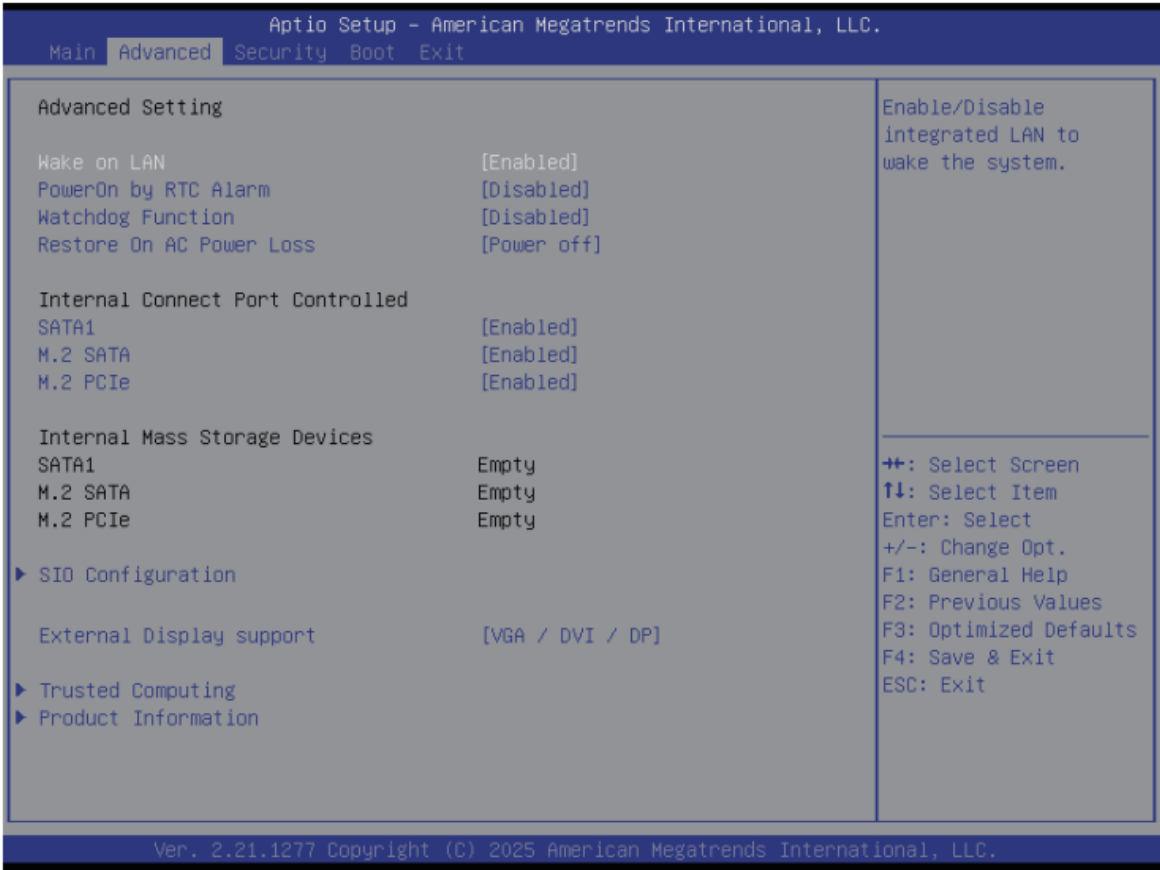 Aptio Setup – American Megatrends International, LLC.
Main Advanced Security Boot Exit
Advanced Setting
Wake on LAN [Enabled]
PowerOn by RTC Alarm [Disabled]
Watchdog Function [Disabled]
Restore On AC Power Loss [Power off]
Internal Connect Port Controlled
SATA1 [Enabled]
M.2 SATA [Enabled]
M.2 PCIe [Enabled]
Internal Mass Storage Devices
SATA1 Empty
M.2 SATA Empty
M.2 PCIe Empty
SIO Configuration
External Display support [VGA / DVI / DP]
Trusted Computing
Product Information
Enable/Disable
integrated LAN to
wake the system.
→←: Select Screen
↑↓: Select Item
Enter: Select
+/-: Change Opt.
F1: General Help
F2: Previous Values
F3: Optimized Defaults
F4: Save & Exit
ESC: Exit
Ver. 2.21.1277 Copyright (C) 2025 American Megatrends International, LLC.